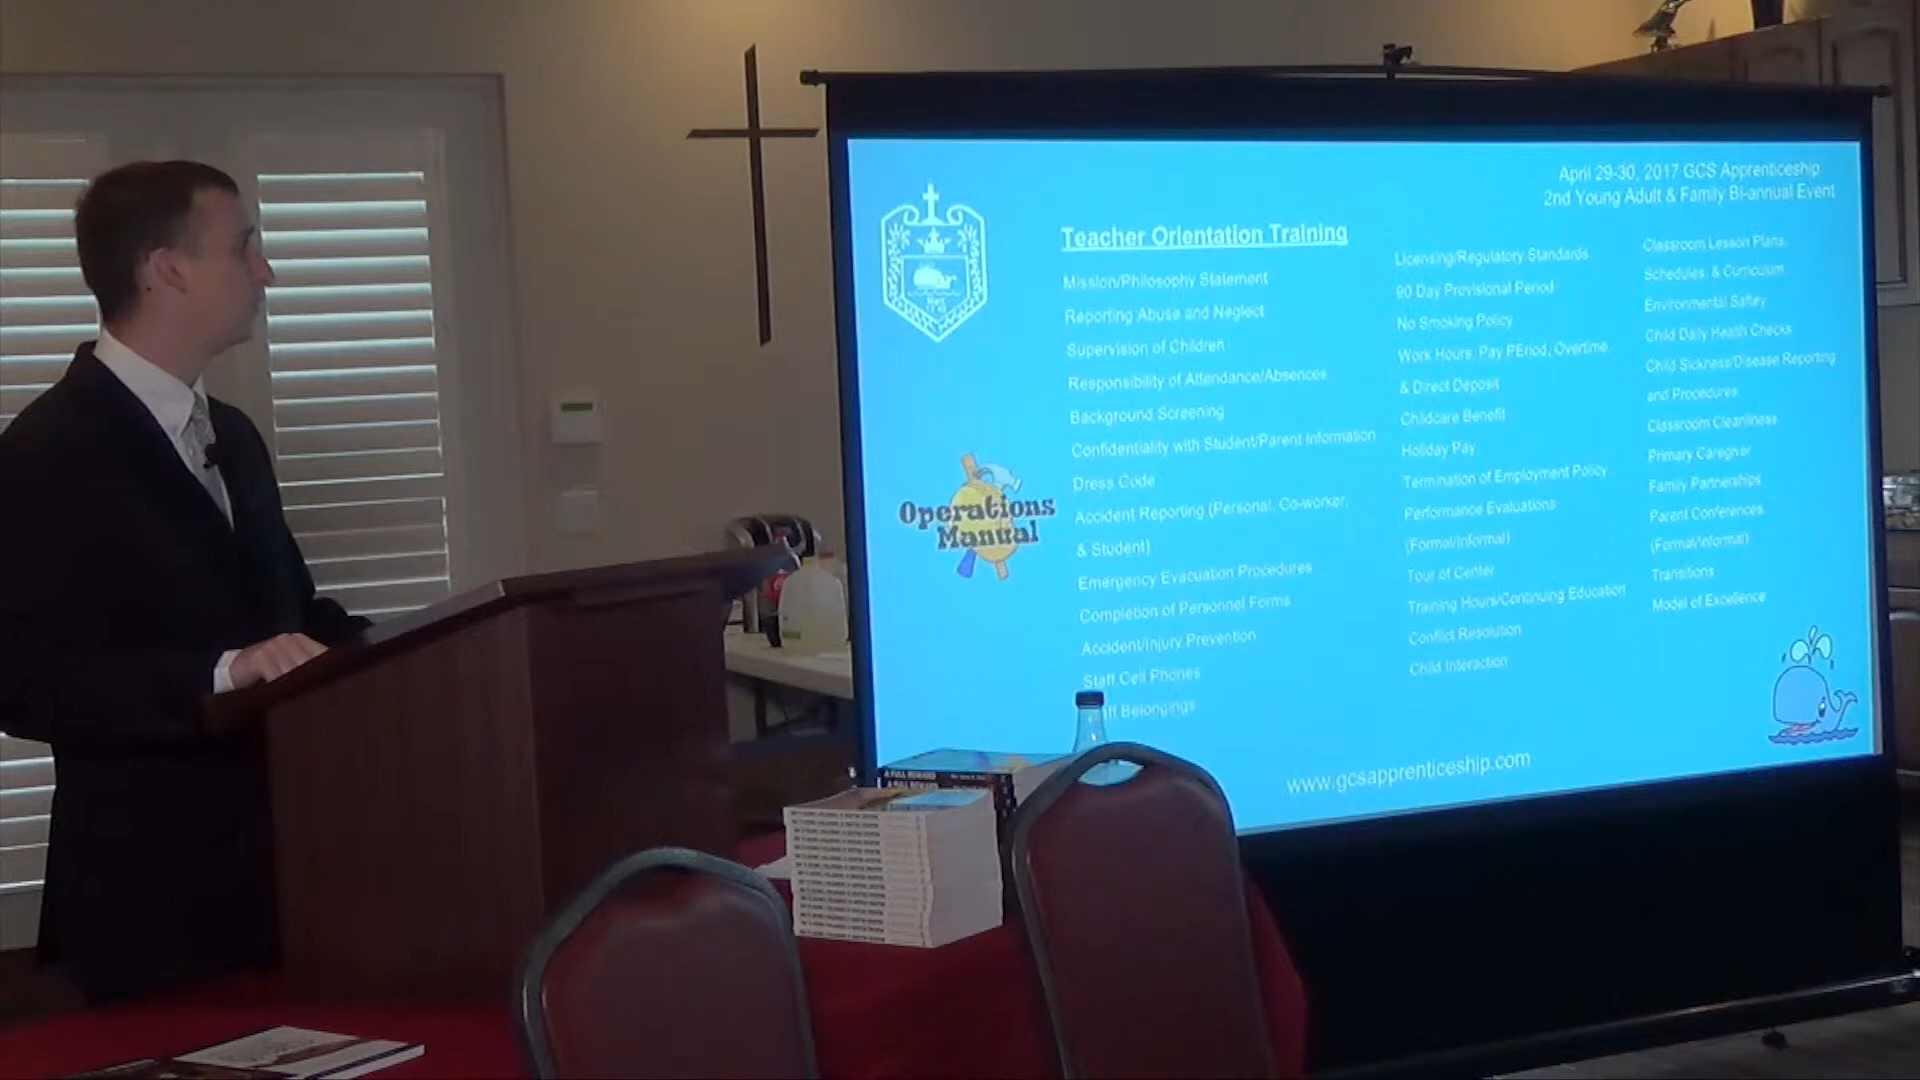 April 29-30, 2017 GCS Apprenticeship
2nd Young Adult & Family Bi-annual Event
Teacher Orientation Training
Mission/Philosophy Statement
Reporting Abuse and Neglect
Supervision of Children
Responsibility of Attendance/Absences
Background Screening
Confidentiality with Student/Parent Information
Dress Code
Accident Reporting (Personal, Co-worker,
& Student)
Emergency Evacuation Procedures
Completion of Personnel Forms
Accident/Injury Prevention
Staff Cell Phones
Belongings
Licensing/Regulatory Standards
90 Day Provisional Period
No Smoking Policy
Work Hours, Pay PEriod, Overtime,
& Direct Deposit
Childcare Benefit
Holiday Pay
Termination of Employment Policy
Performance Evaluations
(Formal/Informal)
Tour of Center
Training Hours/Continuing Education
Conflict Resolution
Child Interaction
Classroom Lesson Plans,
Schedules, & Curriculum
Environmental Saftey
Child Daily Health Checks
Child Sickness/Disease Reporting
and Procedures
Classroom Cleanliness
Primary Caregiver
Family Partnerships
Parent Conferences
(Formal/Informal)
Transitions
Model of Excellence
Operations
Manual
www.gcsapprenticeship.com
A FULL REWARD
A FULL REWARD